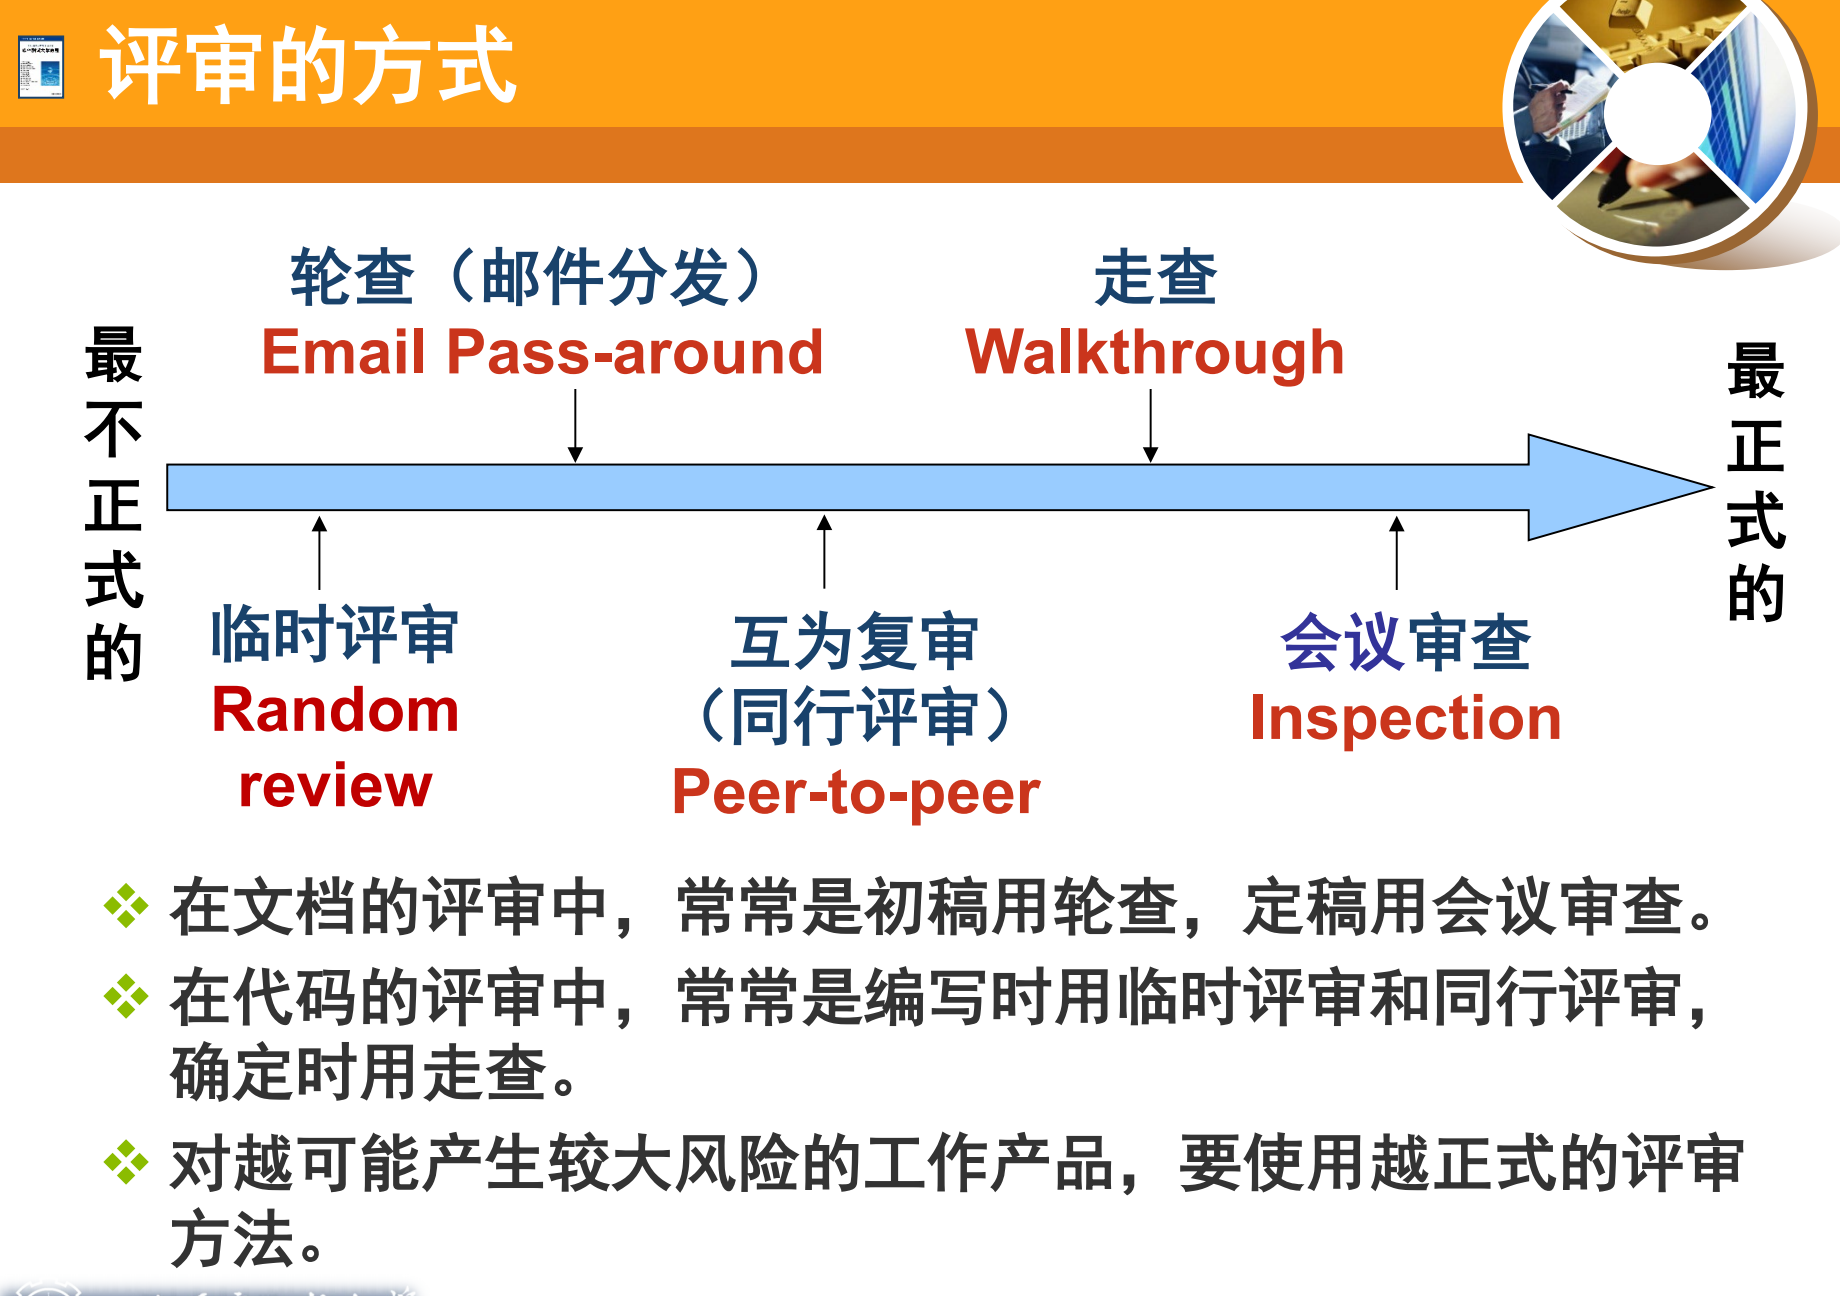 评审的方式
轮查（邮件分发）
Email Pass-around
走查
Walkthrough
最不正式的
最正式的
临时评审
Random
review
互为复审
（同行评审）
Peer-to-peer
会议审查
Inspection
在文档的评审中，常常是初稿用轮查，定稿用会议审查。
在代码的评审中，常常是编写时用临时评审和同行评审，
确定时用走查。
对越可能产生较大风险的工作产品，要使用越正式的评审
方法。